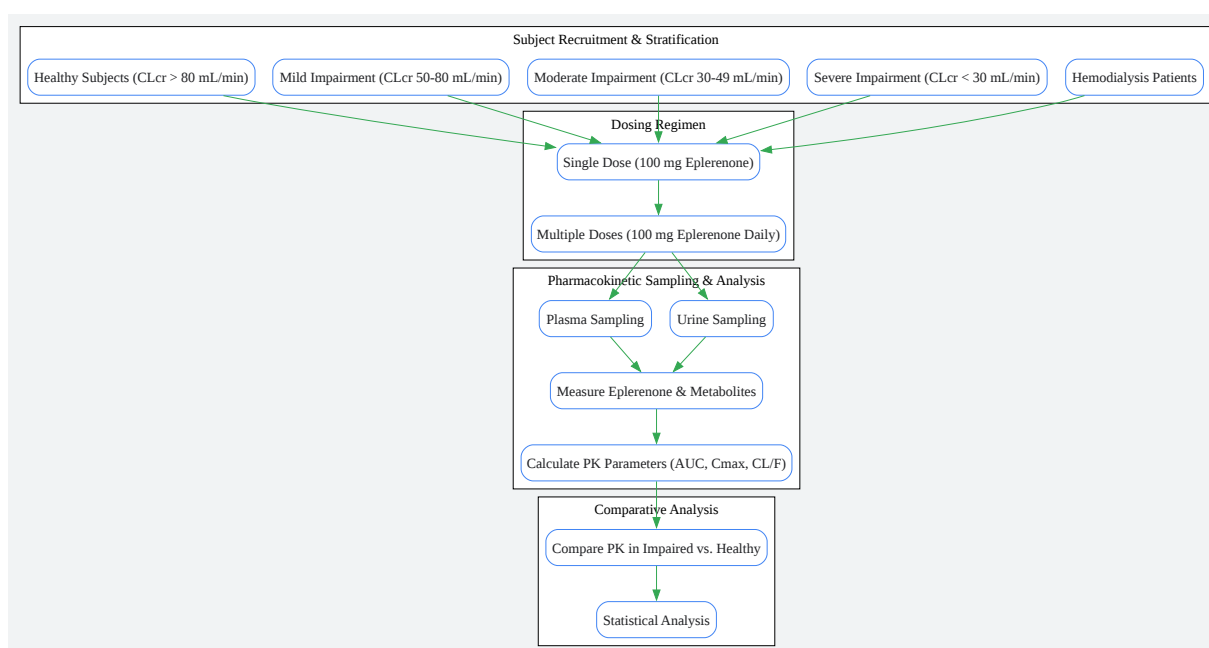 Subject Recruitment & Stratification
Healthy Subjects (CLcr > 80 mL/min)
Mild Impairment (CLcr 50-80 mL/min)
Moderate Impairment (CLcr 30-49 mL/min)
Severe Impairment (CLcr < 30 mL/min)
Hemodialysis Patients
Dosing Regimen
Single Dose (100 mg Eplerenone)
Multiple Doses (100 mg Eplerenone Daily)
Pharmacokinetic Sampling & Analysis
Plasma Sampling
Urine Sampling
Measure Eplerenone & Metabolites
Calculate PK Parameters (AUC, Cmax, CL/F)
Comparative Analysis
Compare PK in Impaired vs. Healthy
Statistical Analysis